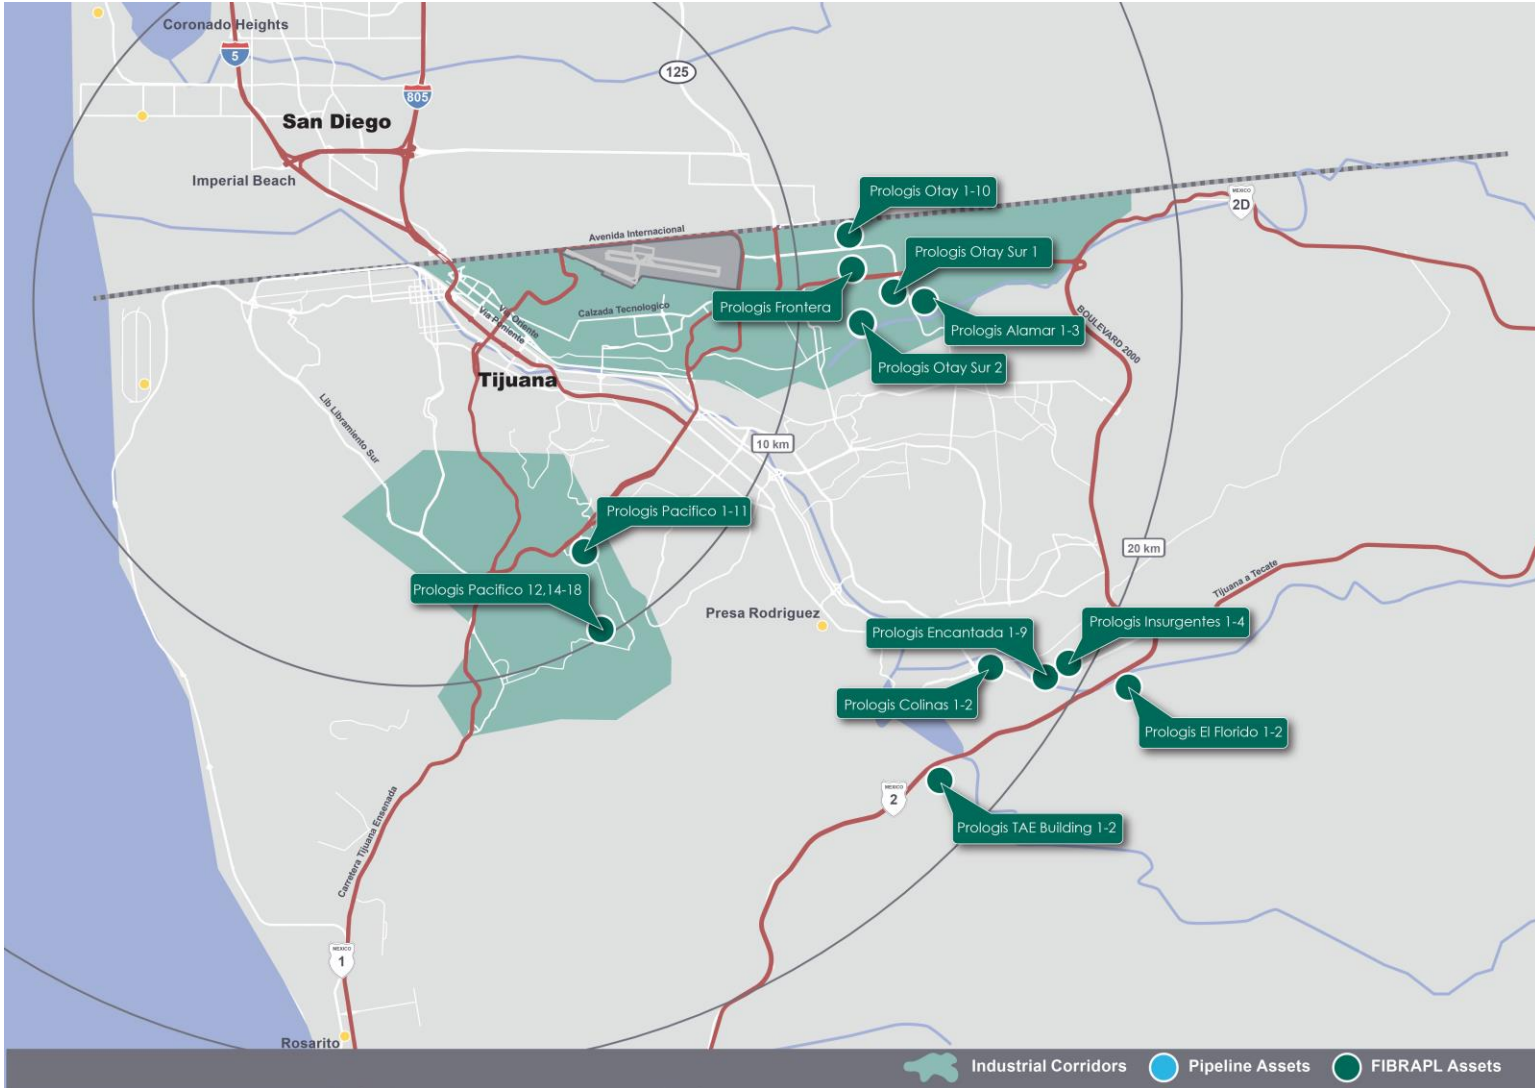 Coronado Heights
5
805
125
San Diego
Imperial Beach
Prologis Otay 1-10
MEXICO
2D
Avenida Internacional
Prologis Otay Sur 1
Prologis Frontera
Calzada Tecnologico
Via Oriente
Via Poniente
Prologis Alamar 1-3
BOULEVARD 2000
Prologis Otay Sur 2
Tijuana
Lib Libramiento Sur
10 km
Prologis Pacifico 1-11
20 km
Tijuana a Tecate
Prologis Pacifico 12,14-18
Presa Rodriguez
Prologis Insurgentes 1-4
Prologis Encantada 1-9
Prologis Colinas 1-2
Prologis El Florido 1-2
MEXICO
2
Prologis TAE Building 1-2
Carretera Tijuana Ensenada
MEXICO
1
Rosarito
Industrial Corridors
Pipeline Assets
FIBRAPL Assets